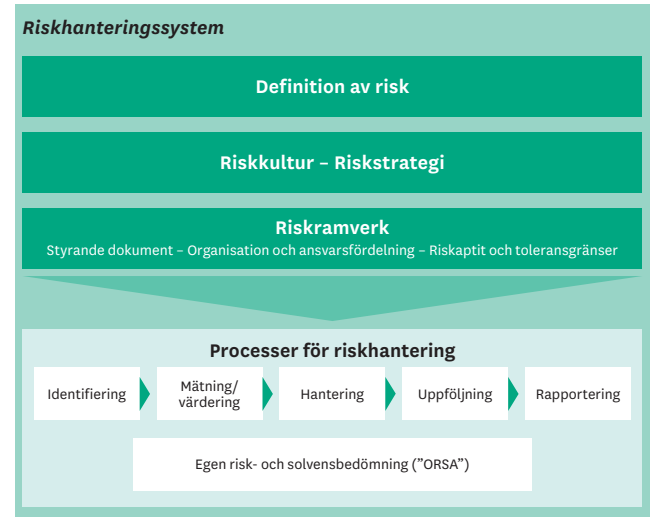 Riskhanteringssystem
Definition av risk
Riskkultur – Riskstrategi
Riskramverk
Styrande dokument – Organisation och ansvarsfördelning – Riskaptit och toleransgränser
Processer för riskhantering
Identifiering
Mätning/
värdering
Hantering
Uppföljning
Rapportering
Egen risk- och solvensbedömning (”ORSA”)